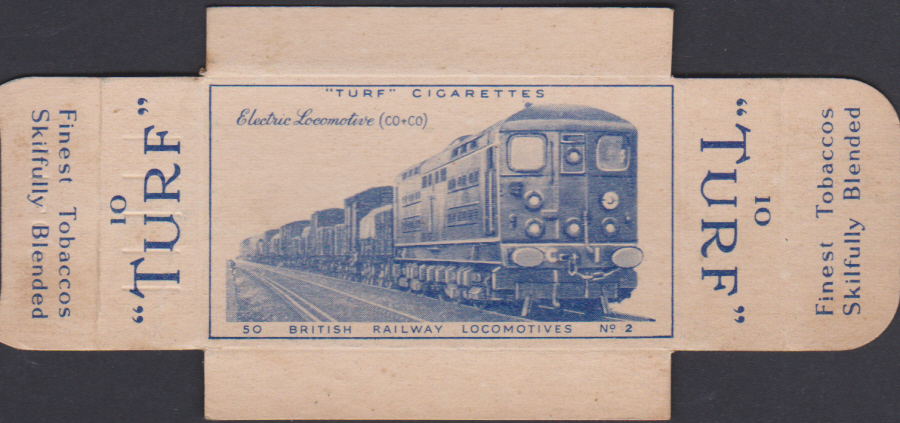 Finest Tobaccos
Skilfully Blended
10
"TURF"
"TURF" CIGARETTES
Electric Locomotive (CO+CO)
50 BRITISH RAILWAY LOCOMOTIVES Nº 2
10
"TURF"
Finest Tobaccos
Skilfully Blended